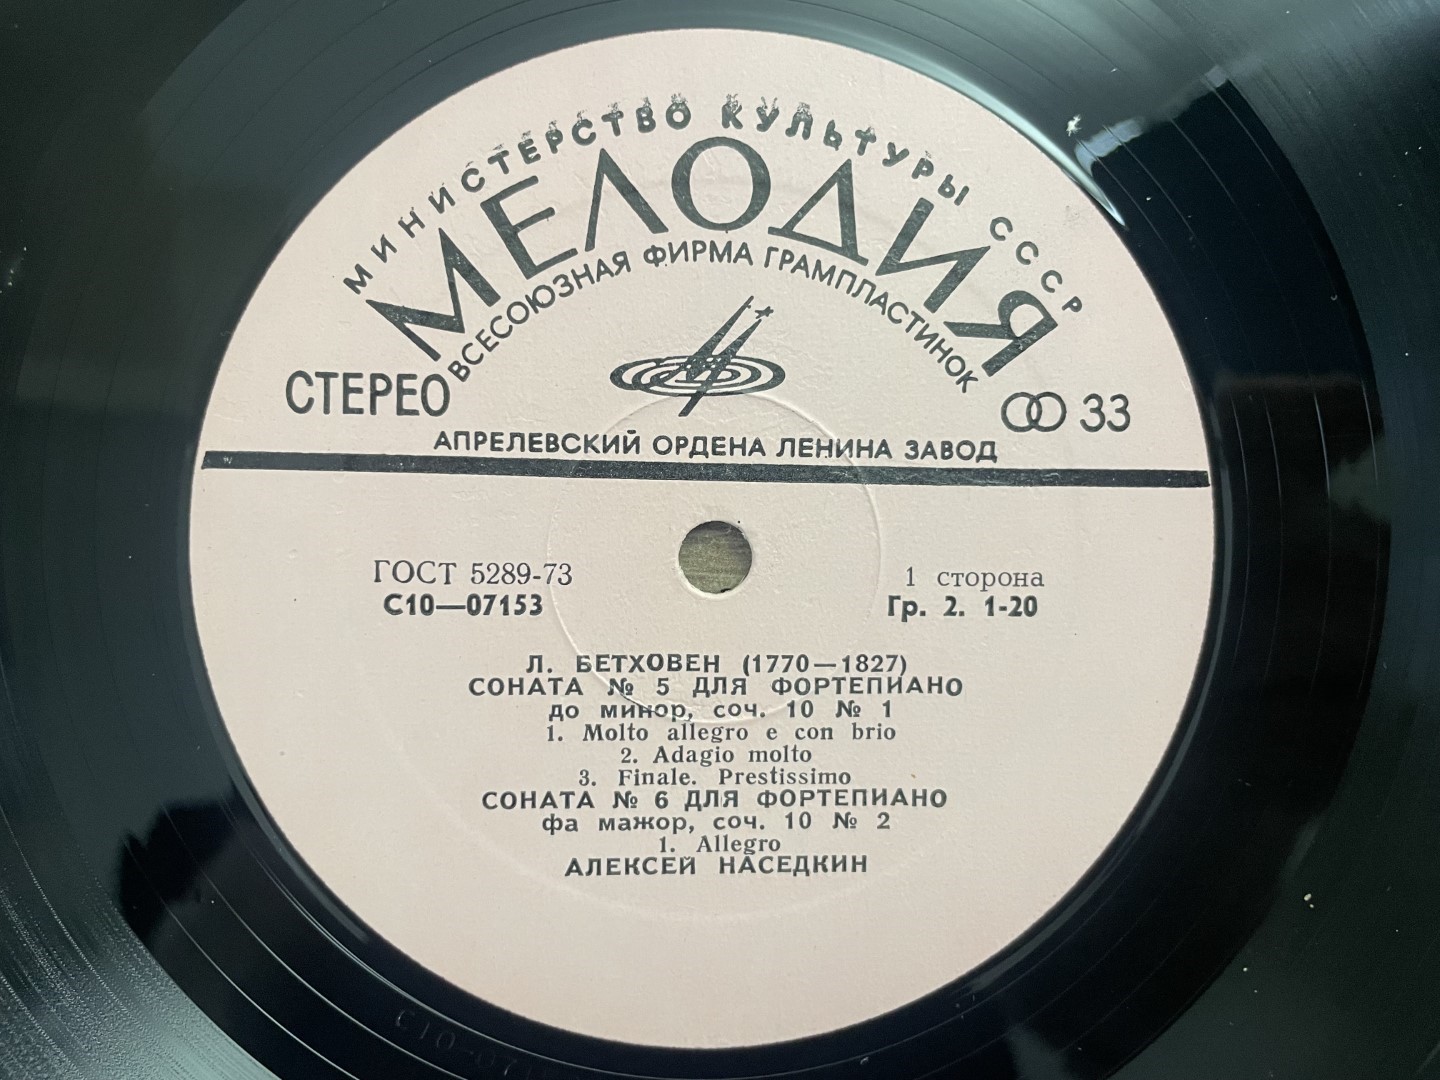 МИНИСТЕРСТВО КУЛЬТУРЫ СССР
МЕЛОДИЯ
ВСЕСОЮЗНАЯ ФИРМА ГРАМПЛАСТИНОК
СТЕРЕО
33
АПРЕЛЕВСКИЙ ОРДЕНА ЛЕНИНА ЗАВОД
ГОСТ 5289-73
1 сторона
С10—07153
Гр. 2. 1-20
Л. БЕТХОВЕН (1770—1827)
СОНАТА № 5 ДЛЯ ФОРТЕПИАНО
до минор, соч. 10 № 1
1. Molto allegro e con brio
2. Adagio molto
3. Finale. Prestissimo
СОНАТА № 6 ДЛЯ ФОРТЕПИАНО
фа мажор, соч. 10 № 2
1. Allegro
АЛЕКСЕЙ НАСЕДКИН